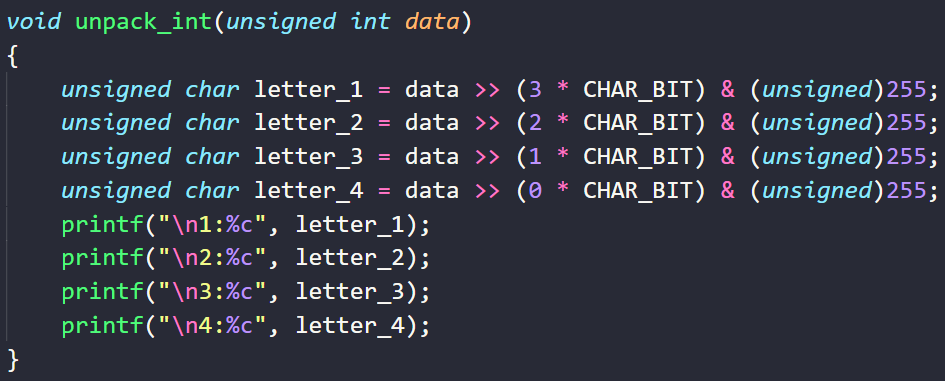 void unpack_int(unsigned int data)
{
    unsigned char letter_1 = data >> (3 * CHAR_BIT) & (unsigned)255;
    unsigned char letter_2 = data >> (2 * CHAR_BIT) & (unsigned)255;
    unsigned char letter_3 = data >> (1 * CHAR_BIT) & (unsigned)255;
    unsigned char letter_4 = data >> (0 * CHAR_BIT) & (unsigned)255;
    printf("\n1:%c", letter_1);
    printf("\n2:%c", letter_2);
    printf("\n3:%c", letter_3);
    printf("\n4:%c", letter_4);
}